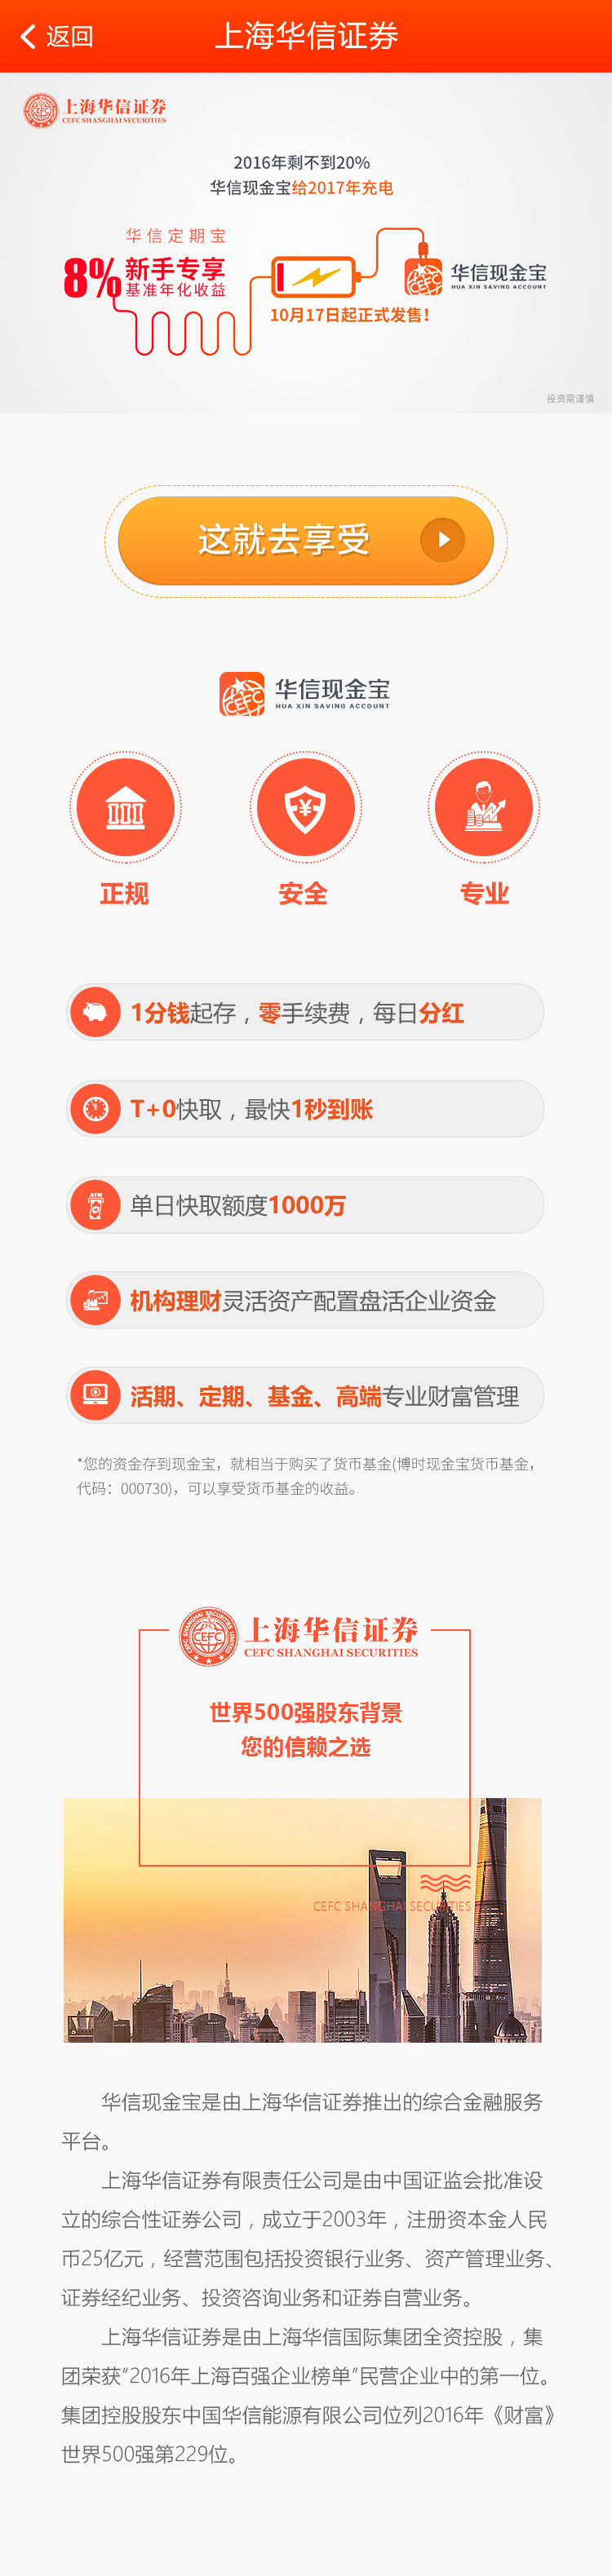 返回
上海华信证券
上海华信证券
CEFC SHANGHAI SECURITIES
2016年剩不到20%
华信现金宝给2017年充电
华信定期宝
8%新手专享
基准年化收益
华信现金宝
HUA XIN SAVING ACCOUNT
10月17日起正式发售！
投资需谨慎
这就去享受
CEFC
华信现金宝
HUA XIN SAVING ACCOUNT
正规
安全
专业
1分钱起存，零手续费，每日分红
T+0快取，最快1秒到账
ATM
单日快取额度1000万
机构理财灵活资产配置盘活企业资金
活期、定期、基金、高端专业财富管理
*您的资金存到现金宝，就相当于购买了货币基金(博时现金宝货币基金，
代码：000730)，可以享受货币基金的收益。
CEFC
上海华信证券
CEFC SHANGHAI SECURITIES
世界500强股东背景
您的信赖之选
CEFC SHANGHAI SECURITIES
华信现金宝是由上海华信证券推出的综合金融服务
平台。
上海华信证券有限责任公司是由中国证监会批准设
立的综合性证券公司，成立于2003年，注册资本金人民
币25亿元，经营范围包括投资银行业务、资产管理业务、
证券经纪业务、投资咨询业务和证券自营业务。
上海华信证券是由上海华信国际集团全资控股，集
团荣获“2016年上海百强企业榜单”民营企业中的第一位。
集团控股股东中国华信能源有限公司位列2016年《财富》
世界500强第229位。